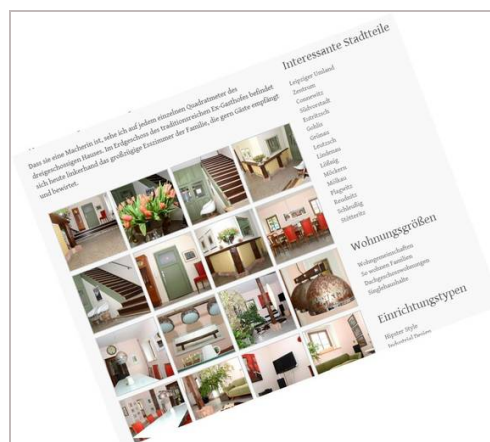 Dass sie eine Macherin ist, sehe ich auf jedem einzelnen Quadratmeter des
dreigeschossigen Hauses. Im Erdgeschoss des traditionsreichen Ex-Gasthofes befindet
sich heute linkerhand das großzügige Esszimmer der Familie, die gern Gäste empfängt
und bewirtet.
Interessante Stadtteile
Leipziger Umland
Zentrum
Connewitz
Südvorstadt
Eutritzsch
Gohlis
Grünau
Leutzsch
Lindenau
Lößnig
Möckern
Mölkau
Plagwitz
Reudnitz
Schleußig
Stötteritz
Wohnungsgrößen
Wohngemeinschaften
So wohnen Familien
Dachgeschosswohnungen
Singlehaushalte
Einrichtungstypen
Hipster Style